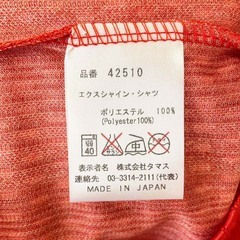 品番 42510
エクスシャイン・シャツ
ポリエステル 100%
(Polyester100%)
40
表示者名 株式会社タマス
連絡先 03-3314-2111(代表)
MADE IN JAPAN